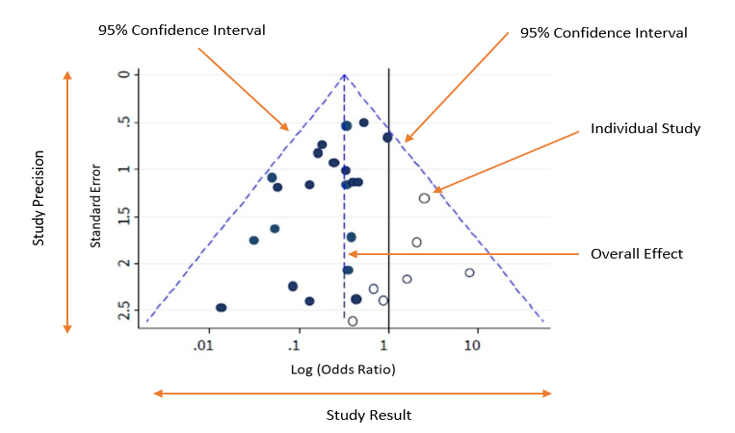 95% Confidence Interval
95% Confidence Interval
Individual Study
Overall Effect
Study Precision
Standard Error
0
.5
1
1.5
2
2.5
.01
.1
1
10
Log (Odds Ratio)
Study Result